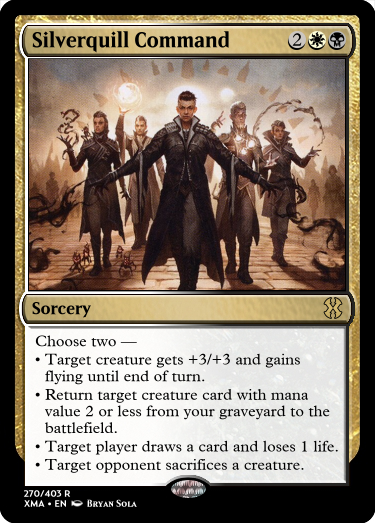 Silverquill Command 2
Sorcery
Choose two —
• Target creature gets +3/+3 and gains
flying until end of turn.
• Return target creature card with mana
value 2 or less from your graveyard to the
battlefield.
• Target player draws a card and loses 1 life.
• Target opponent sacrifices a creature.
270/403 R
XMA • EN Bryan Sola